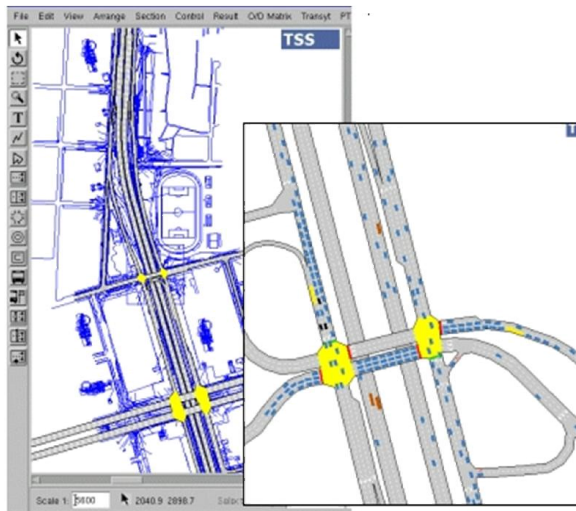 File Edit View Arrange Section Control Result O/D Matrix Transyt PT
TSS
T
Scale 1: 5600 2040.9 2898.7